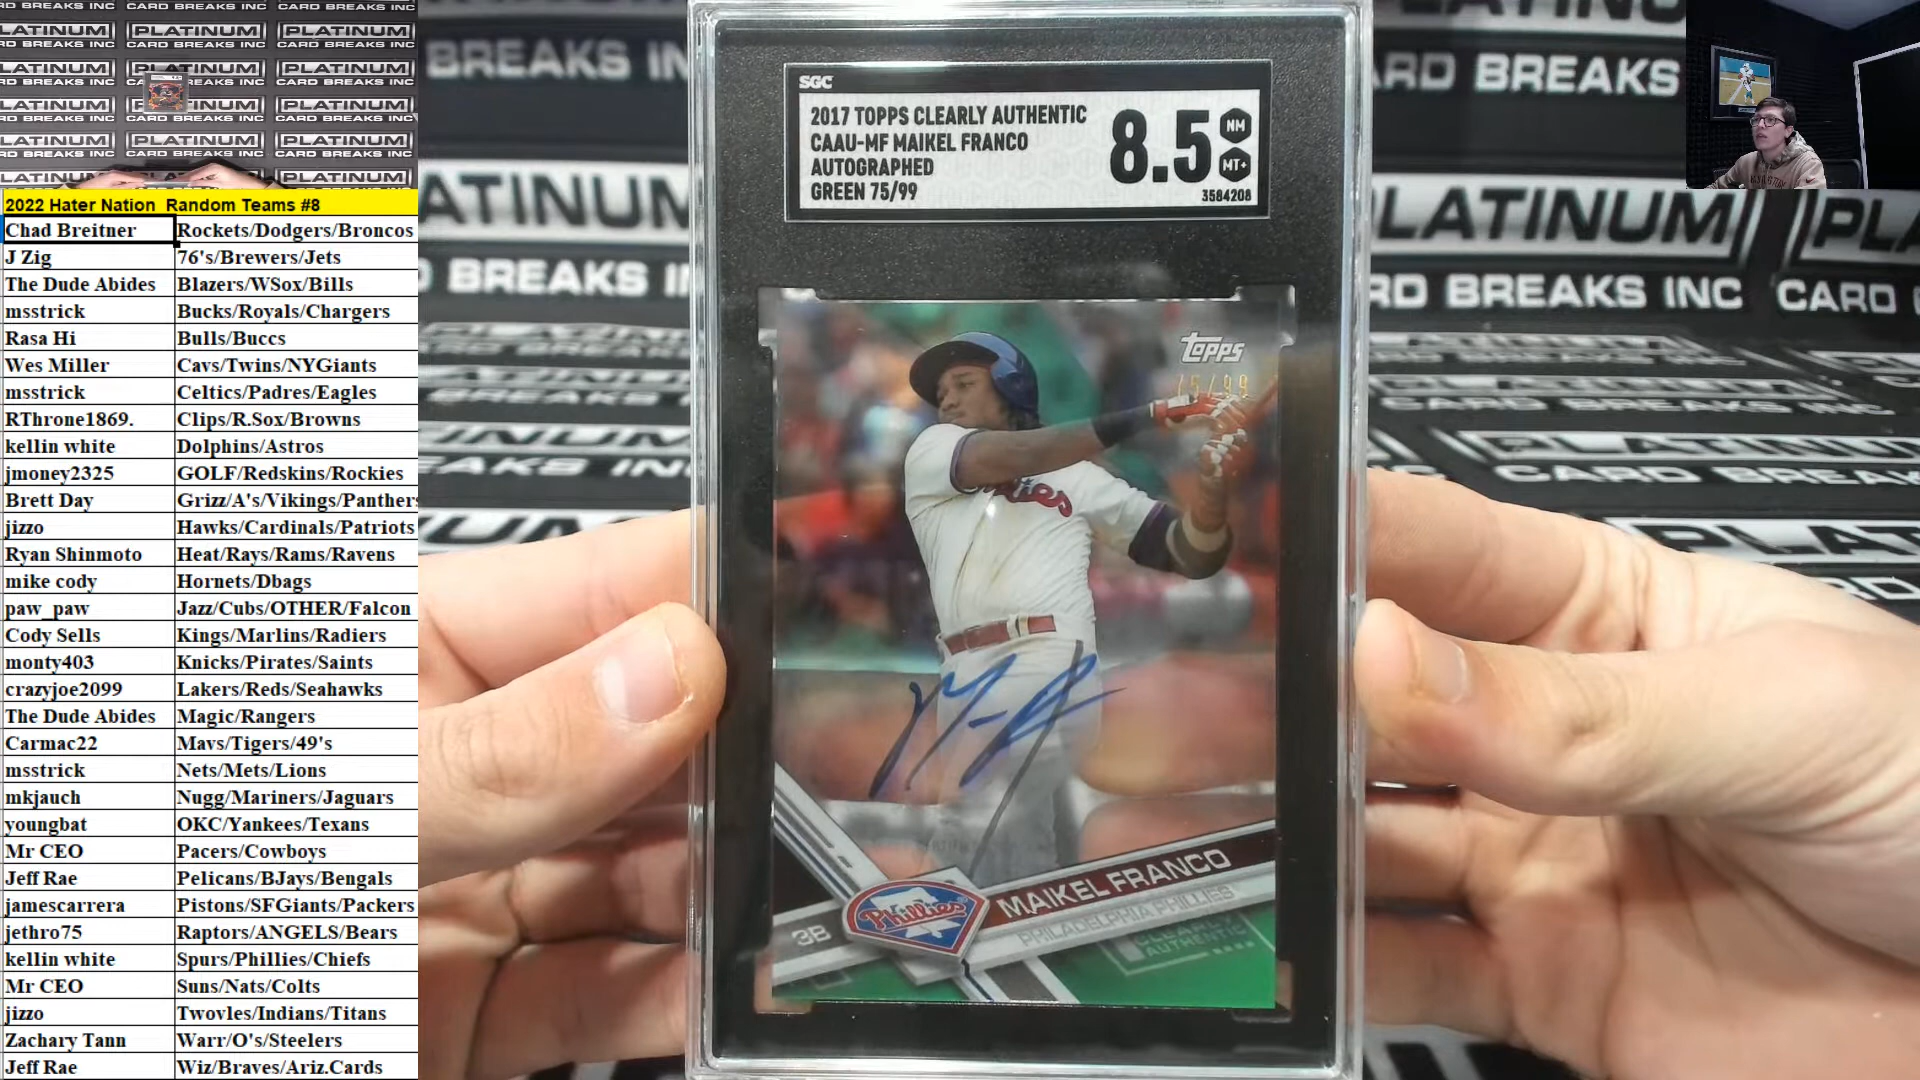 2022 Hater Nation Random Teams #8
Chad Breitner Rockets/Dodgers/Broncos
J Zig 76's/Brewers/Jets
The Dude Abides Blazers/WSox/Bills
msstrick Bucks/Royals/Chargers
Rasa Hi Bulls/Buccs
Wes Miller Cavs/Twins/NYGiants
msstrick Celtics/Padres/Eagles
RThrone1869. Clips/R.Sox/Browns
kellin white Dolphins/Astros
jmoney2325 GOLF/Redskins/Rockies
Brett Day Grizz/A's/Vikings/Panthers
jizzo Hawks/Cardinals/Patriots
Ryan Shinmoto Heat/Rays/Rams/Ravens
mike cody Hornets/Dbags
paw_paw Jazz/Cubs/OTHER/Falcon
Cody Sells Kings/Marlins/Radiers
monty403 Knicks/Pirates/Saints
crazyjoe2099 Lakers/Reds/Seahawks
The Dude Abides Magic/Rangers
Carmac22 Mavs/Tigers/49's
msstrick Nets/Mets/Lions
mkjauch Nugg/Mariners/Jaguars
youngbat OKC/Yankees/Texans
Mr CEO Pacers/Cowboys
Jeff Rae Pelicans/BJays/Bengals
jamescarrera Pistons/SFGiants/Packers
jethro75 Raptors/ANGELS/Bears
kellin white Spurs/Phillies/Chiefs
Mr CEO Suns/Nats/Colts
jizzo Twovles/Indians/Titans
Zachary Tann Warr/O's/Steelers
Jeff Rae Wiz/Braves/Ariz.Cards
SGC
2017 TOPPS CLEARLY AUTHENTIC
CAAU-MF MAIKEL FRANCO
AUTOGRAPHED
GREEN 75/99
8.5 NM
MT+
3584208
Topps
75/99
Phillies
MAIKEL FRANCO
PHILADELPHIA PHILLIES
3B
CLEARLY
AUTHENTIC
PLATINUM
CARD BREAKS INC